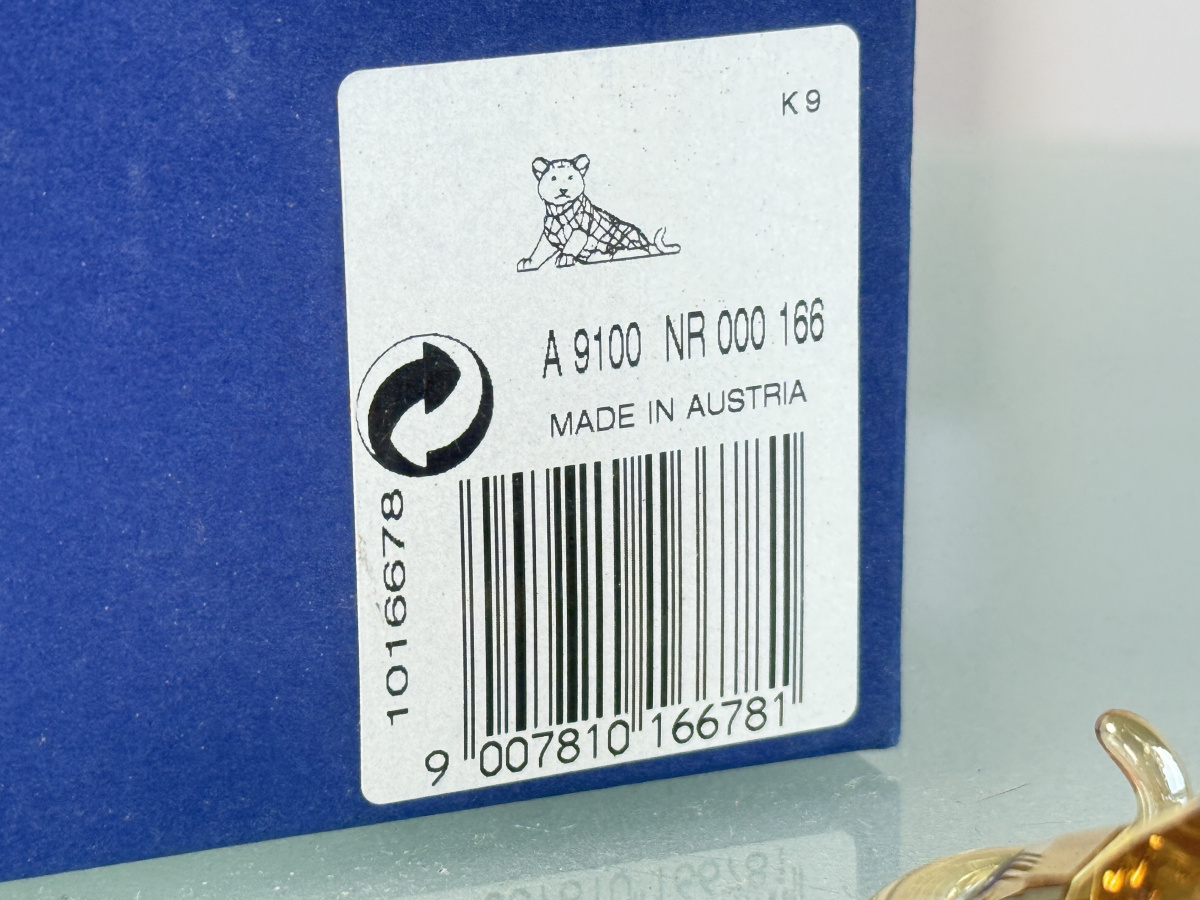 K 9
A 9100 NR 000 166
MADE IN AUSTRIA
1016678
9 007810 166781